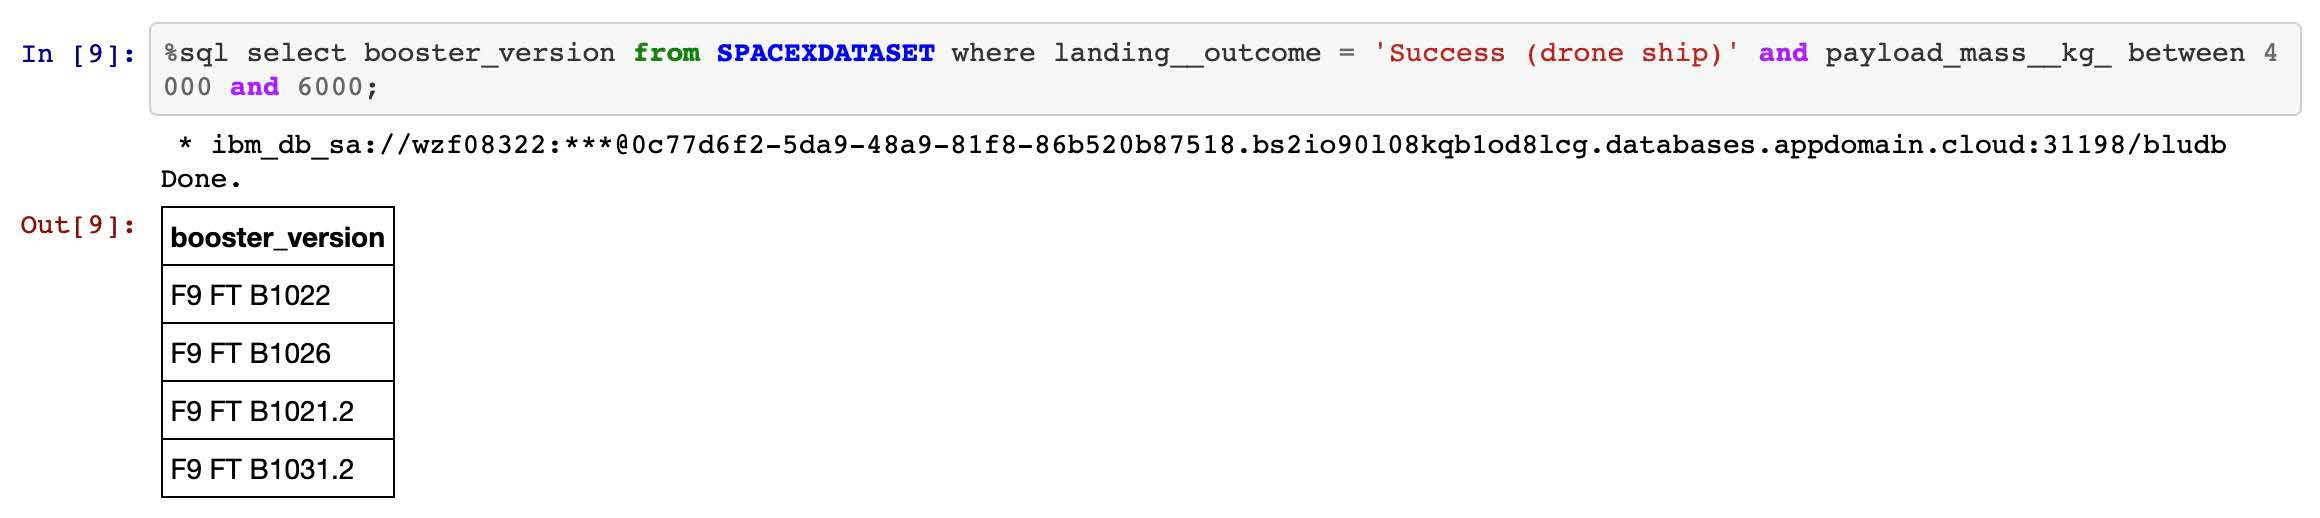 In [9]: %sql select booster_version from SPACEXDATASET where landing__outcome = 'Success (drone ship)' and payload_mass__kg_ between 4
000 and 6000;
* ibm_db_sa://wzf08322:***@0c77d6f2-5da9-48a9-81f8-86b520b87518.bs2io90l08kqb1od8lcg.databases.appdomain.cloud:31198/bludb
Done.
Out[9]:
booster_version
F9 FT B1022
F9 FT B1026
F9 FT B1021.2
F9 FT B1031.2